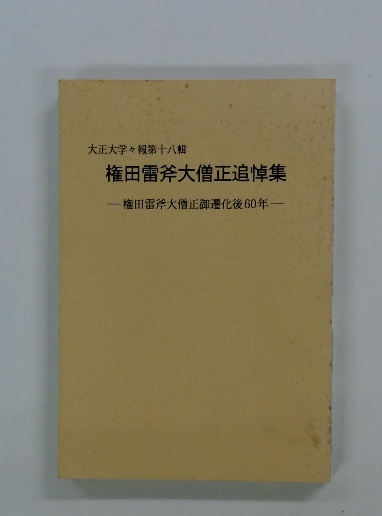 大正大学々報第十八輯
権田雷斧大僧正追悼集
―権田雷斧大僧正御遷化後60年―